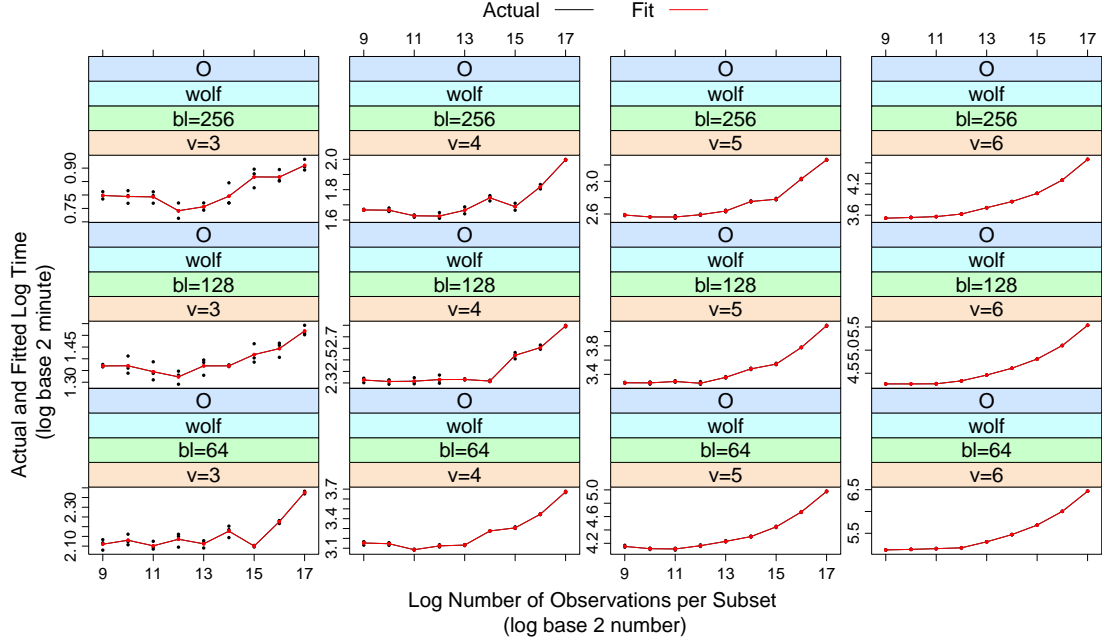 Actual Fit
9 11 13 15 17 9 11 13 15 17
O O O O
wolf wolf wolf wolf
bl=256 bl=256 bl=256 bl=256
v=3 v=4 v=5 v=6
0.75 0.90 1.6 1.8 2.0 2.6 3.0 3.6 4.2
O O O O
wolf wolf wolf wolf
bl=128 bl=128 bl=128 bl=128
v=3 v=4 v=5 v=6
1.30 1.45 2.3 2.5 2.7 3.4 3.8 4.5 5.0 5.5
O O O O
wolf wolf wolf wolf
bl=64 bl=64 bl=64 bl=64
v=3 v=4 v=5 v=6
2.10 2.30 3.1 3.4 3.7 4.2 4.6 5.0 5.5 6.5
9 11 13 15 17 9 11 13 15 17
Actual and Fitted Log Time
(log base 2 minute)
Log Number of Observations per Subset
(log base 2 number)